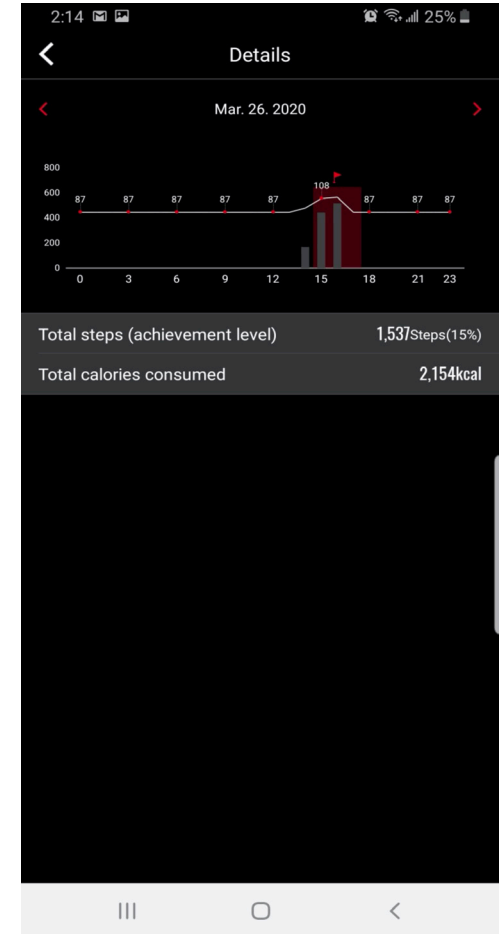 2:14 25%
Details
Mar. 26. 2020
800
600
400
200
0
87 87 87 87 87 108 87 87 87
0 3 6 9 12 15 18 21 23
Total steps (achievement level) 1,537Steps(15%)
Total calories consumed 2,154kcal